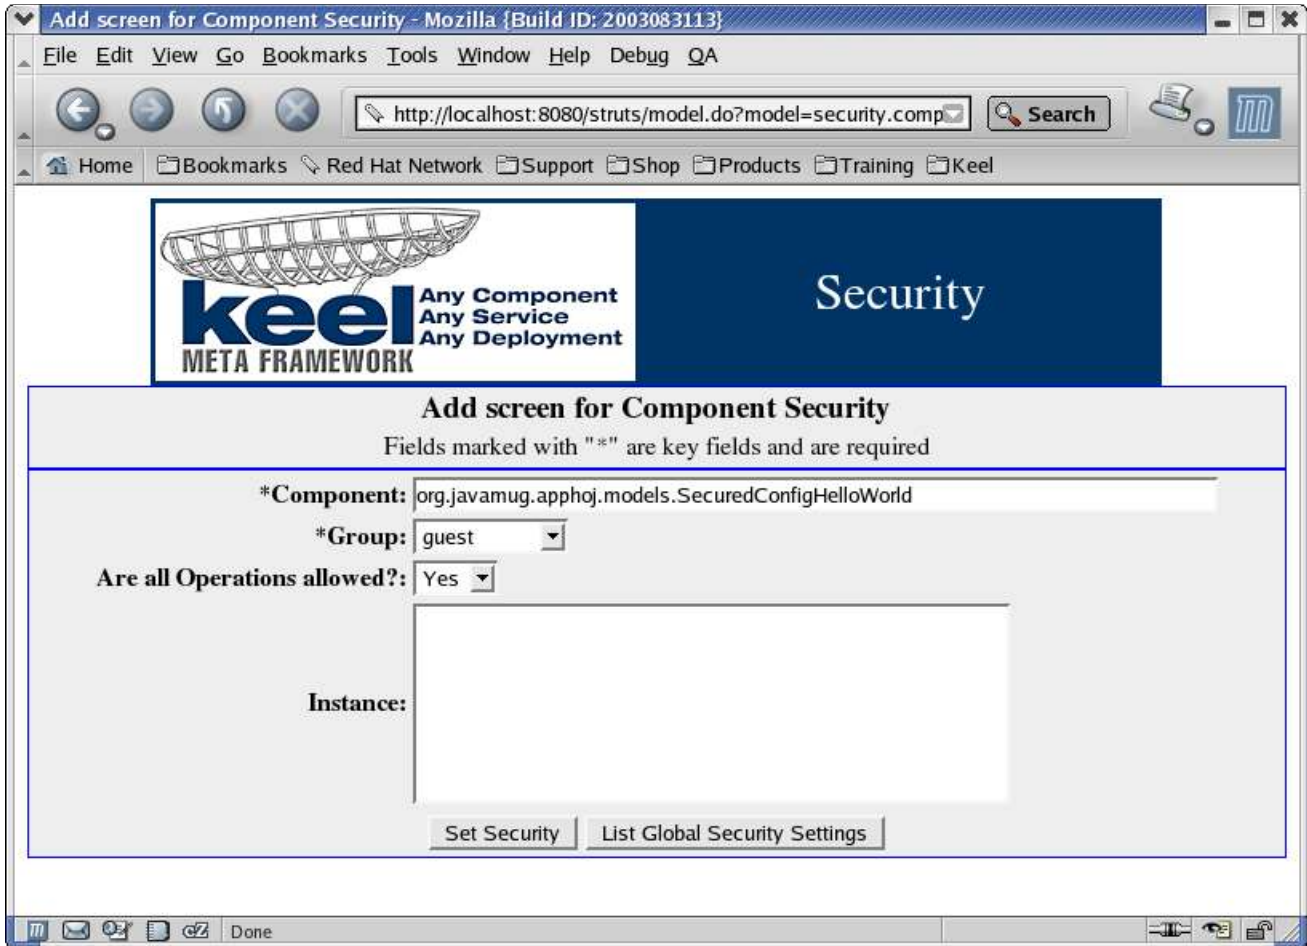 Add screen for Component Security - Mozilla {Build ID: 2003083113}
File Edit View Go Bookmarks Tools Window Help Debug QA
http://localhost:8080/struts/model.do?model=security.comp Search
Home Bookmarks Red Hat Network Support Shop Products Training Keel
keel
META FRAMEWORK
Any Component
Any Service
Any Deployment
Security
Add screen for Component Security
Fields marked with "*" are key fields and are required
*Component: org.javamug.apphoj.models.SecuredConfigHelloWorld
*Group: guest
Are all Operations allowed?: Yes
Instance:
Set Security List Global Security Settings
Done